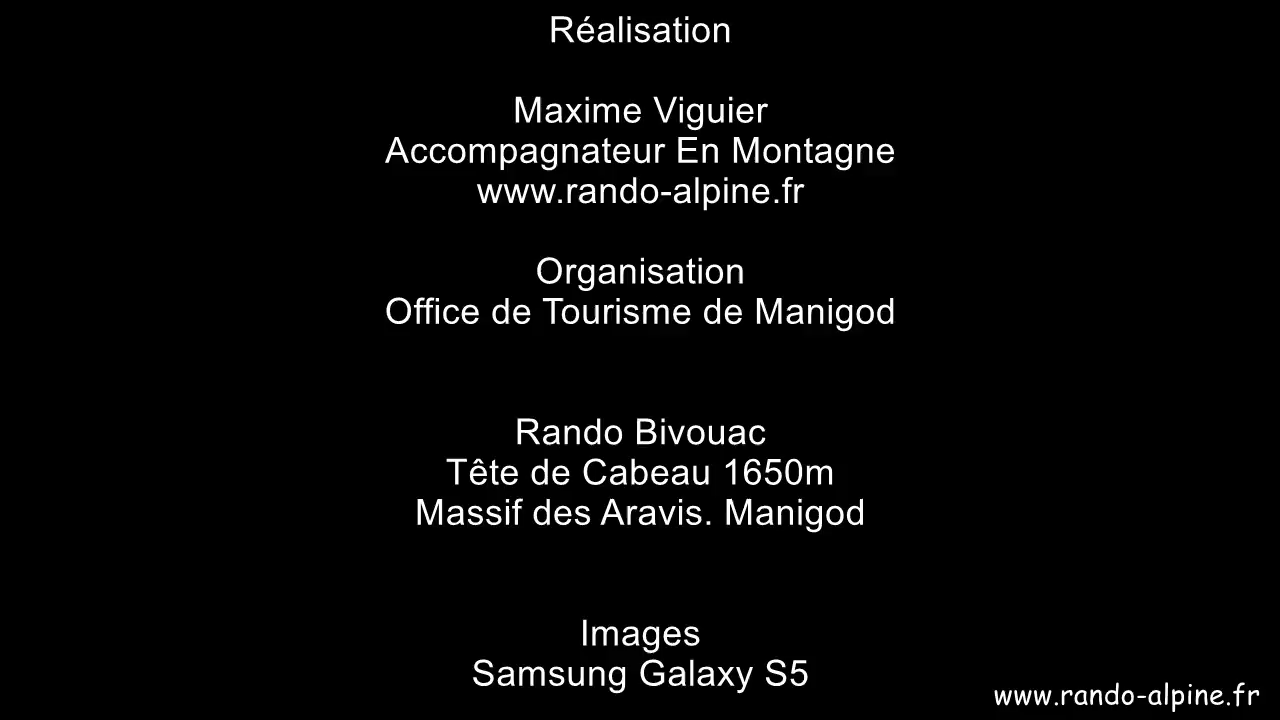 Réalisation
Maxime Viguier
Accompagnateur En Montagne
www.rando-alpine.fr
Organisation
Office de Tourisme de Manigod
Rando Bivouac
Tête de Cabeau 1650m
Massif des Aravis. Manigod
Images
Samsung Galaxy S5
www.rando-alpine.fr